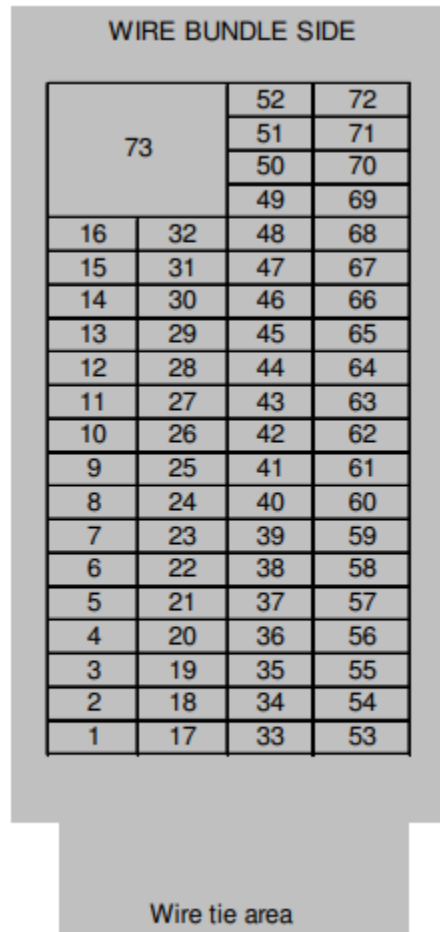 WIRE BUNDLE SIDE
52 72
73 51 71
50 70
49 69
16 32 48 68
15 31 47 67
14 30 46 66
13 29 45 65
12 28 44 64
11 27 43 63
10 26 42 62
9 25 41 61
8 24 40 60
7 23 39 59
6 22 38 58
5 21 37 57
4 20 36 56
3 19 35 55
2 18 34 54
1 17 33 53
Wire tie area